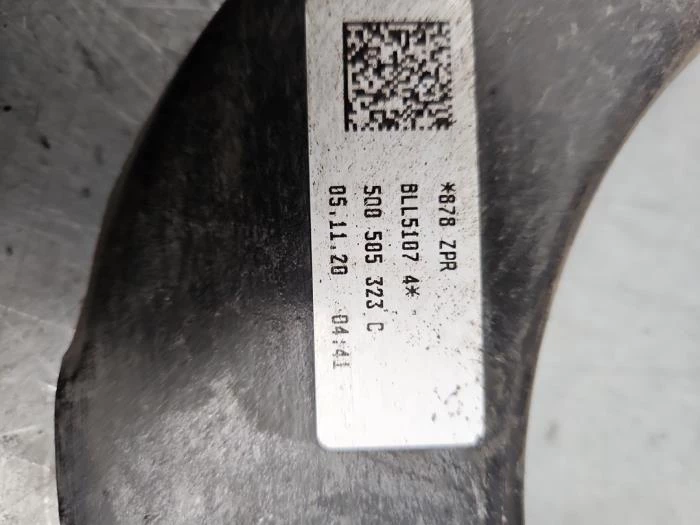 *878 ZPR
BLL5107 4*
5Q0 505 323 C
05.11.20 04:41